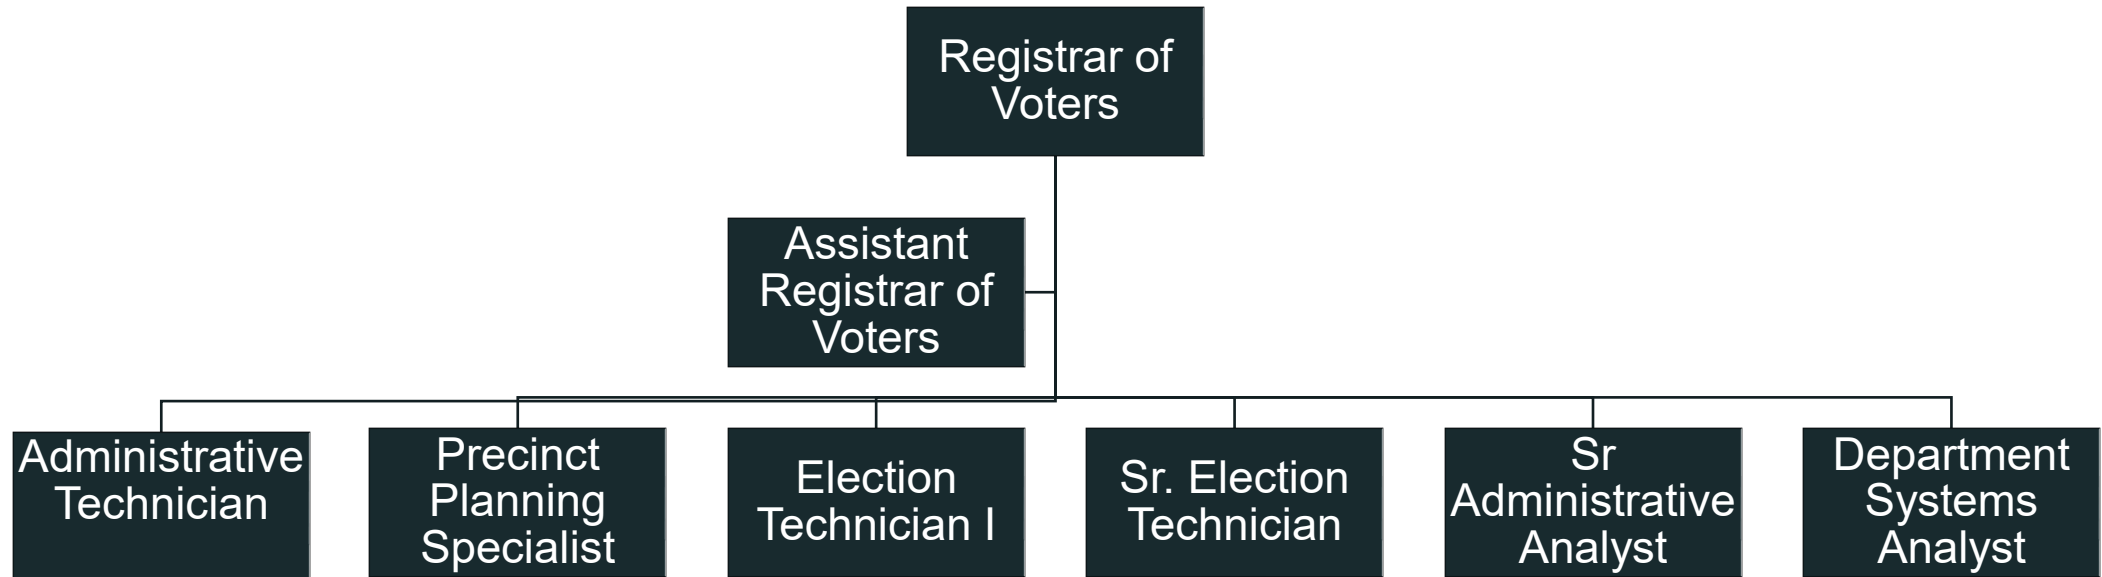 Registrar of
Voters
Assistant
Registrar of
Voters
Administrative
Technician
Precinct
Planning
Specialist
Election
Technician I
Sr. Election
Technician
Sr
Administrative
Analyst
Department
Systems
Analyst